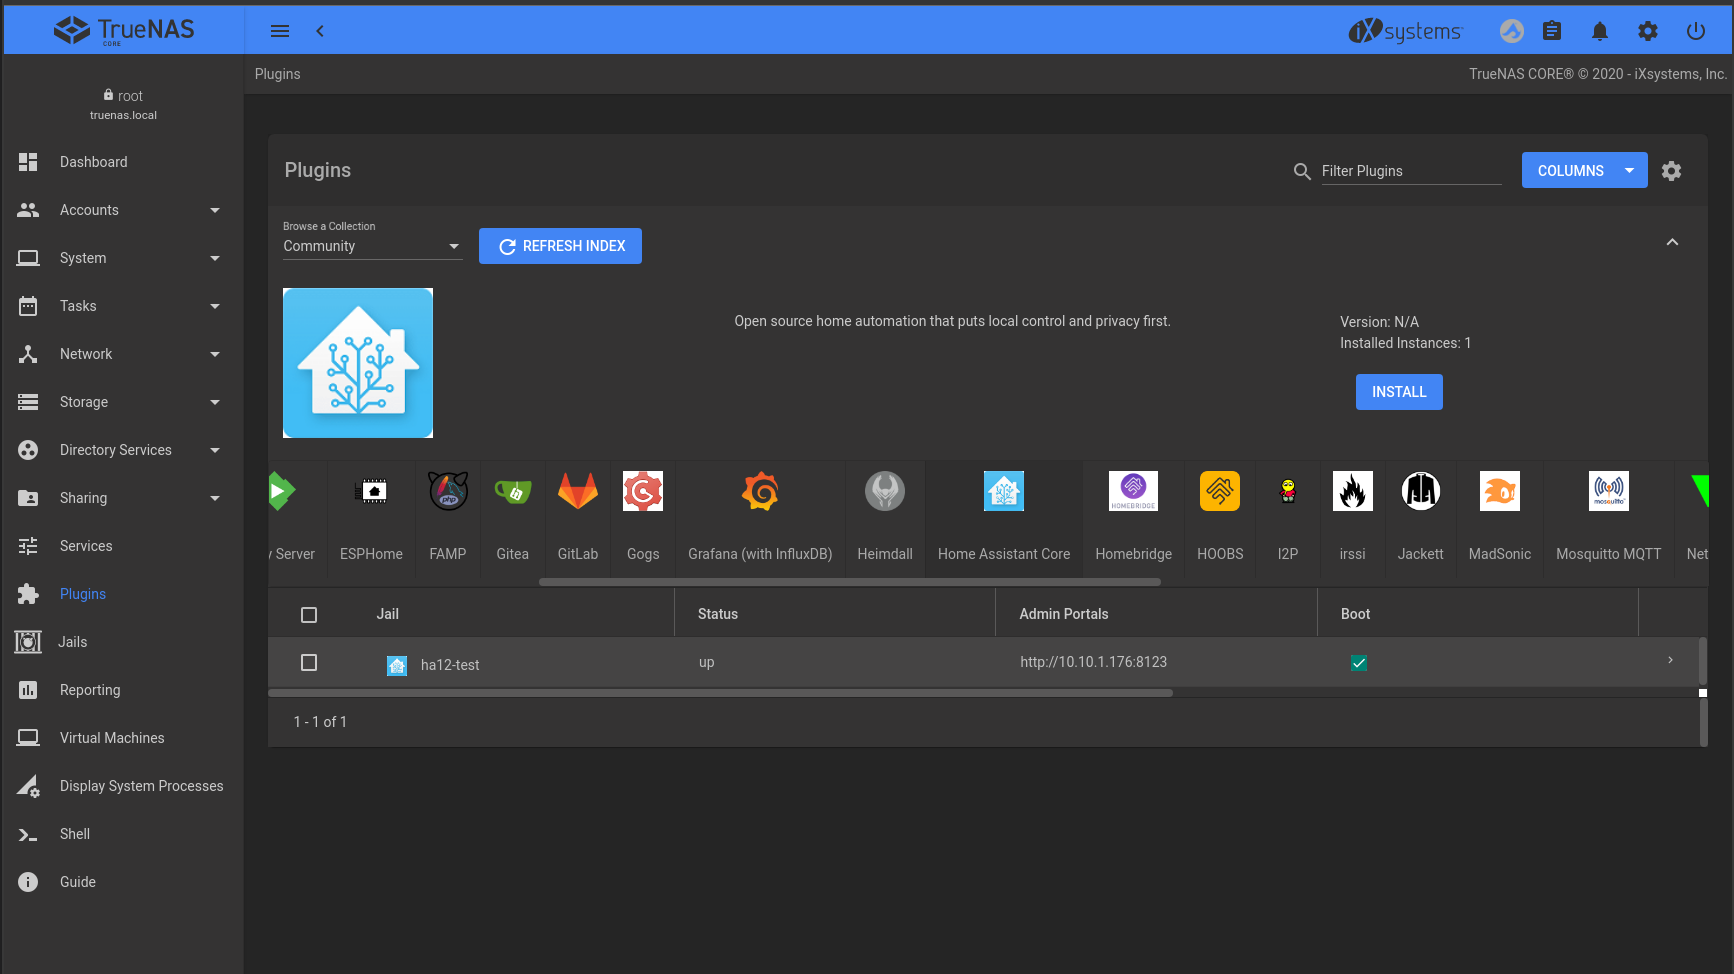 TrueNAS
CORE
iXsystems
Plugins
TrueNAS CORE® © 2020 - iXsystems, Inc.
root
truenas.local
Dashboard
Accounts
System
Tasks
Network
Storage
Directory Services
Sharing
Services
Plugins
Jails
Reporting
Virtual Machines
Display System Processes
Shell
Guide
Plugins
Filter Plugins
COLUMNS
Browse a Collection
Community
REFRESH INDEX
Open source home automation that puts local control and privacy first.
Version: N/A
Installed Instances: 1
INSTALL
php
HOMEBRIDGE
mosquitto
y Server
ESPHome
FAMP
Gitea
GitLab
Gogs
Grafana (with InfluxDB)
Heimdall
Home Assistant Core
Homebridge
HOOBS
I2P
irssi
Jackett
MadSonic
Mosquitto MQTT
Net
Jail
Status
Admin Portals
Boot
ha12-test
up
http://10.10.1.176:8123
1 - 1 of 1